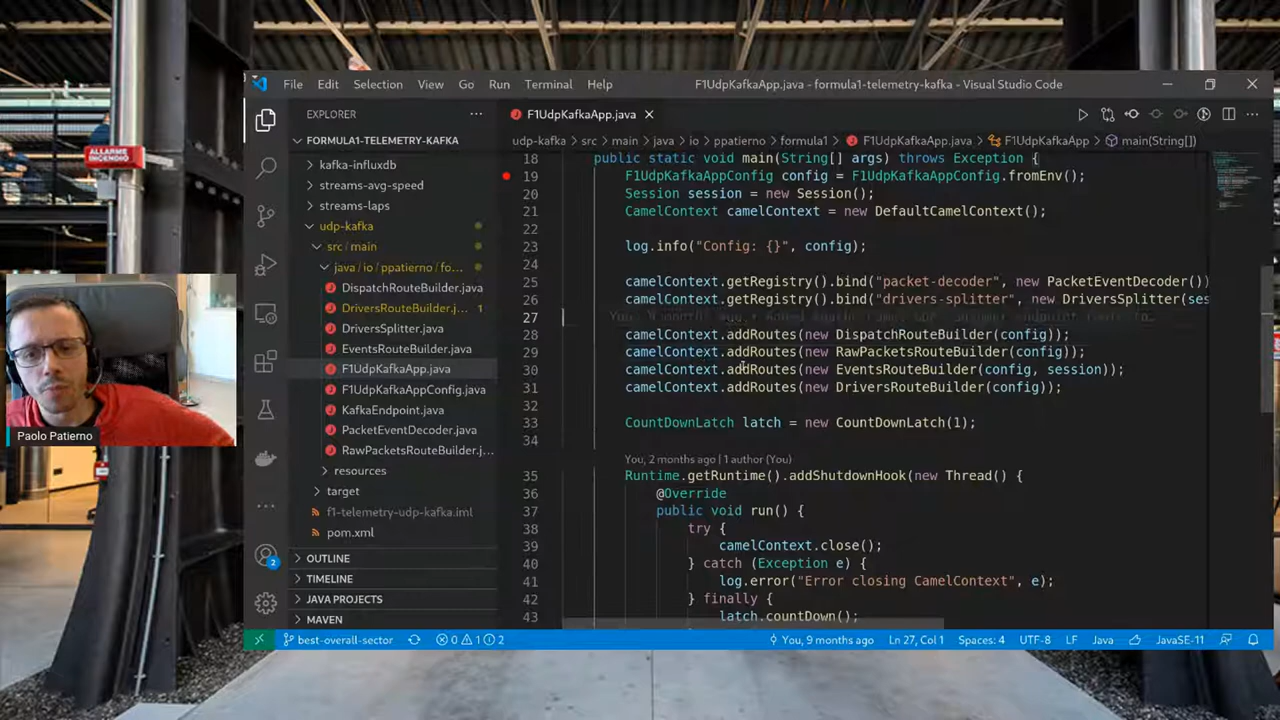 ALLARME
INCENDIO
Paolo Patierno
File Edit Selection View Go Run Terminal Help
F1UdpKafkaApp.java - formula1-telemetry-kafka - Visual Studio Code
EXPLORER
FORMULA1-TELEMETRY-KAFKA
kafka-influxdb
streams-avg-speed
streams-laps
udp-kafka
src / main
java / io / ppatierno / fo...
DispatchRouteBuilder.java
DriversRouteBuilder.j... 1
DriversSplitter.java
EventsRouteBuilder.java
F1UdpKafkaApp.java
F1UdpKafkaAppConfig.java
KafkaEndpoint.java
PacketEventDecoder.java
RawPacketsRouteBuilder.j...
resources
target
f1-telemetry-udp-kafka.iml
pom.xml
OUTLINE
TIMELINE
JAVA PROJECTS
MAVEN
2
F1UdpKafkaApp.java
udp-kafka > src > main > java > io > ppatierno > formula1 > F1UdpKafkaApp.java > F1UdpKafkaApp > main(String[])
18 public static void main(String[] args) throws Exception {
19 F1UdpKafkaAppConfig config = F1UdpKafkaAppConfig.fromEnv();
20 Session session = new Session();
21 CamelContext camelContext = new DefaultCamelContext();
22
23 log.info("Config: {}", config);
24
25 camelContext.getRegistry().bind("packet-decoder", new PacketEventDecoder())
26 camelContext.getRegistry().bind("drivers-splitter", new DriversSplitter(ses
27
28 camelContext.addRoutes(new DispatchRouteBuilder(config));
29 camelContext.addRoutes(new RawPacketsRouteBuilder(config));
30 camelContext.addRoutes(new EventsRouteBuilder(config, session));
31 camelContext.addRoutes(new DriversRouteBuilder(config));
32
33 CountDownLatch latch = new CountDownLatch(1);
34
You, 2 months ago | 1 author (You)
35 Runtime.getRuntime().addShutdownHook(new Thread() {
36 @Override
37 public void run() {
38 try {
39 camelContext.close();
40 } catch (Exception e) {
41 log.error("Error closing CamelContext", e);
42 } finally {
43 latch.countDown();
best-overall-sector 0 1 2 You, 9 months ago Ln 27, Col 1 Spaces: 4 UTF-8 LF Java JavaSE-11